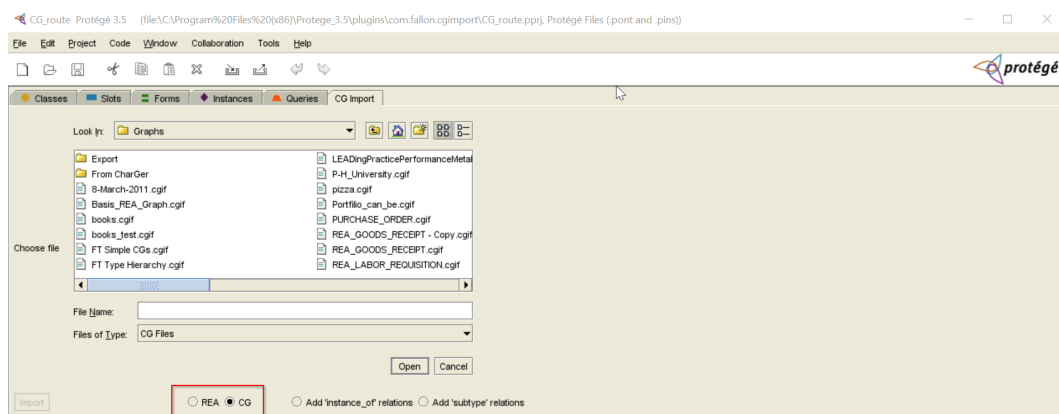 CG_route Protégé 3.5 (file:\C:\Program%20Files%20(x86)\Protege_3.5\plugins\com.fallon.cgimport\CG_route.pprj, Protégé Files (.pont and .pins))
File Edit Project Code Window Collaboration Tools Help
protégé
Classes Slots Forms Instances Queries CG Import
Look In: Graphs
Export
From CharGer
8-March-2011.cgif
Basis_REA_Graph.cgif
books.cgif
books_test.cgif
FT Simple CGs.cgif
FT Type Hierarchy.cgif
LEADingPracticePerformanceMetal
P-H_University.cgif
pizza.cgif
Portfilio_can_be.cgif
PURCHASE_ORDER.cgif
REA_GOODS_RECEIPT - Copy.cgif
REA_GOODS_RECEIPT.cgif
REA_LABOR_REQUISITION.cgif
Choose file
File Name:
Files of Type: CG Files
Open Cancel
Import REA CG Add 'instance_of' relations Add 'subtype' relations